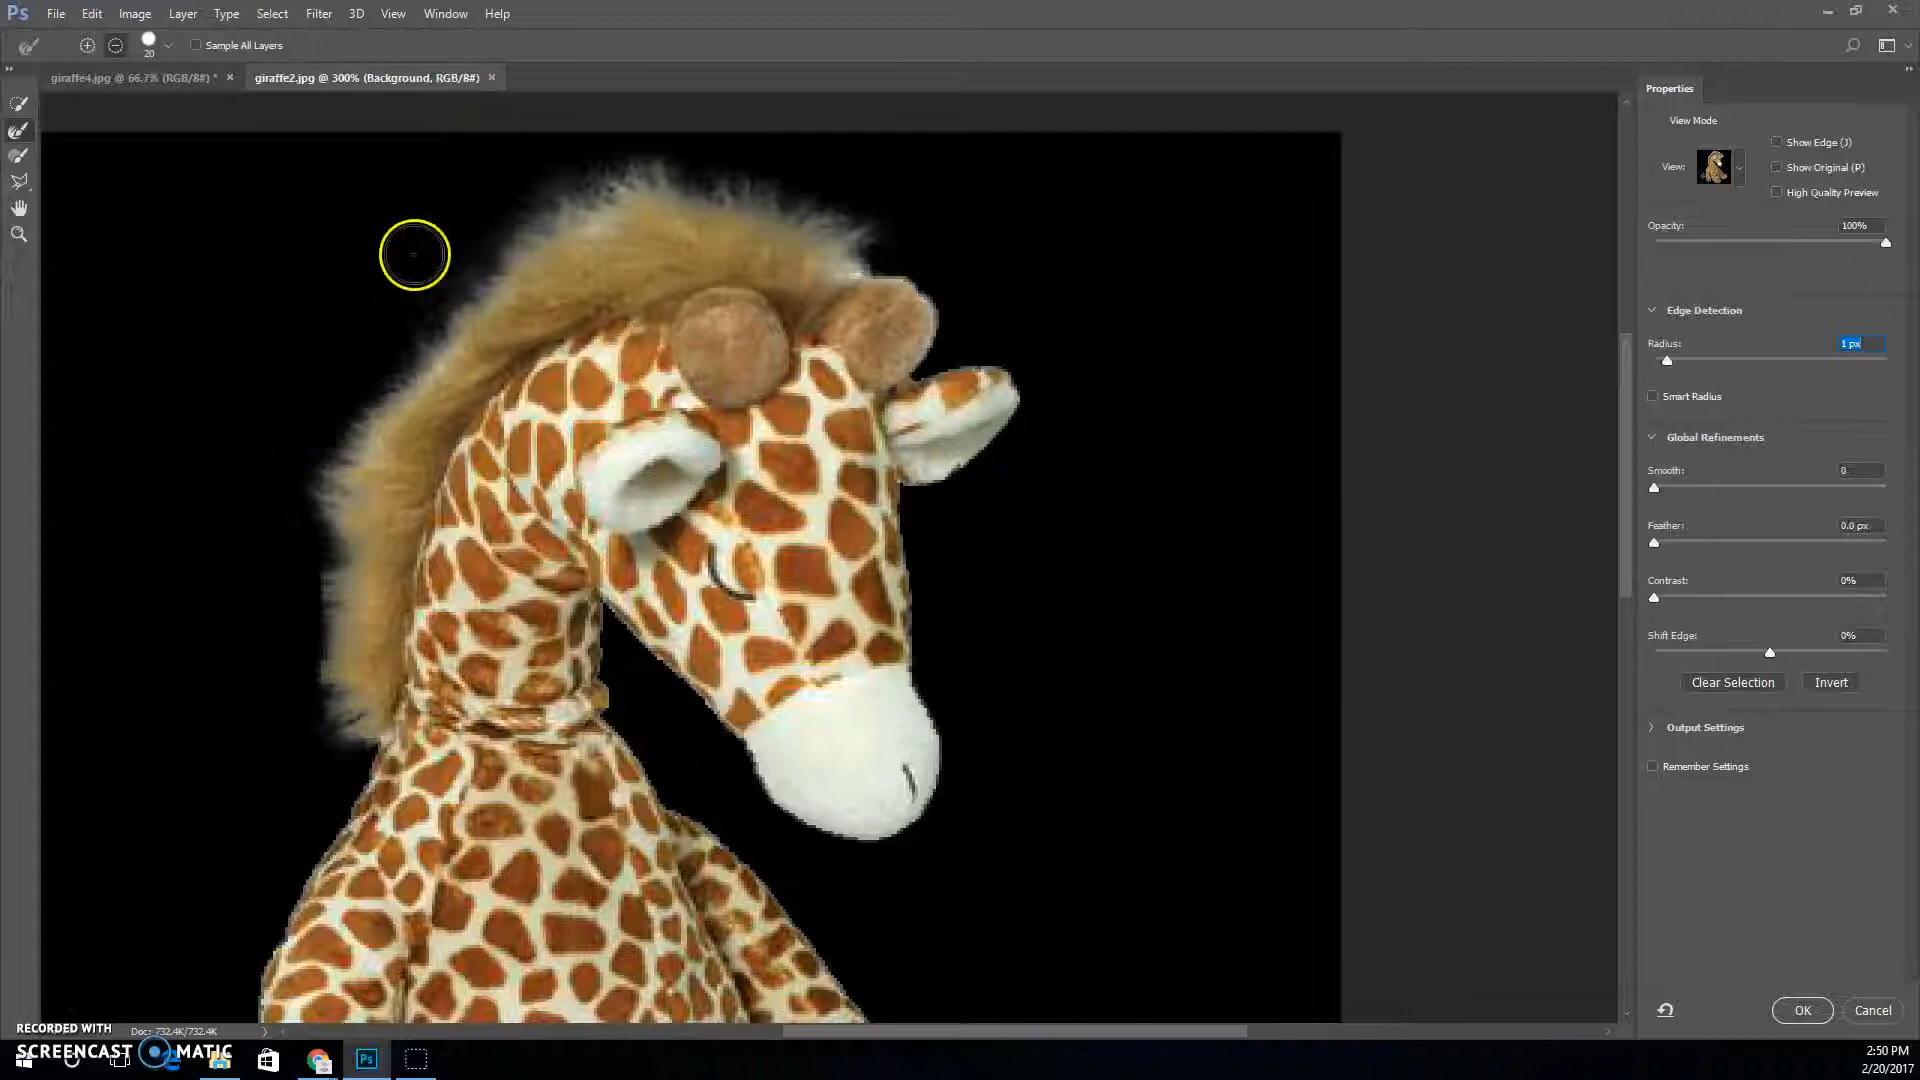 Ps File Edit Image Layer Type Select Filter 3D View Window Help
20 Sample All Layers
giraffe4.jpg @ 66.7% (RGB/8#) * × giraffe2.jpg @ 300% (Background, RGB/8#) ×
Properties
View Mode
Show Edge (J)
View: Show Original (P)
High Quality Preview
Opacity: 100%
Edge Detection
Radius: 1 px
Smart Radius
Global Refinements
Smooth: 0
Feather: 0.0 px
Contrast: 0%
Shift Edge: 0%
Clear Selection Invert
Output Settings
Remember Settings
OK Cancel
Doc: 732.4K/732.4K
RECORDED WITH
SCREENCAST MATIC
Ps
2:50 PM
2/20/2017